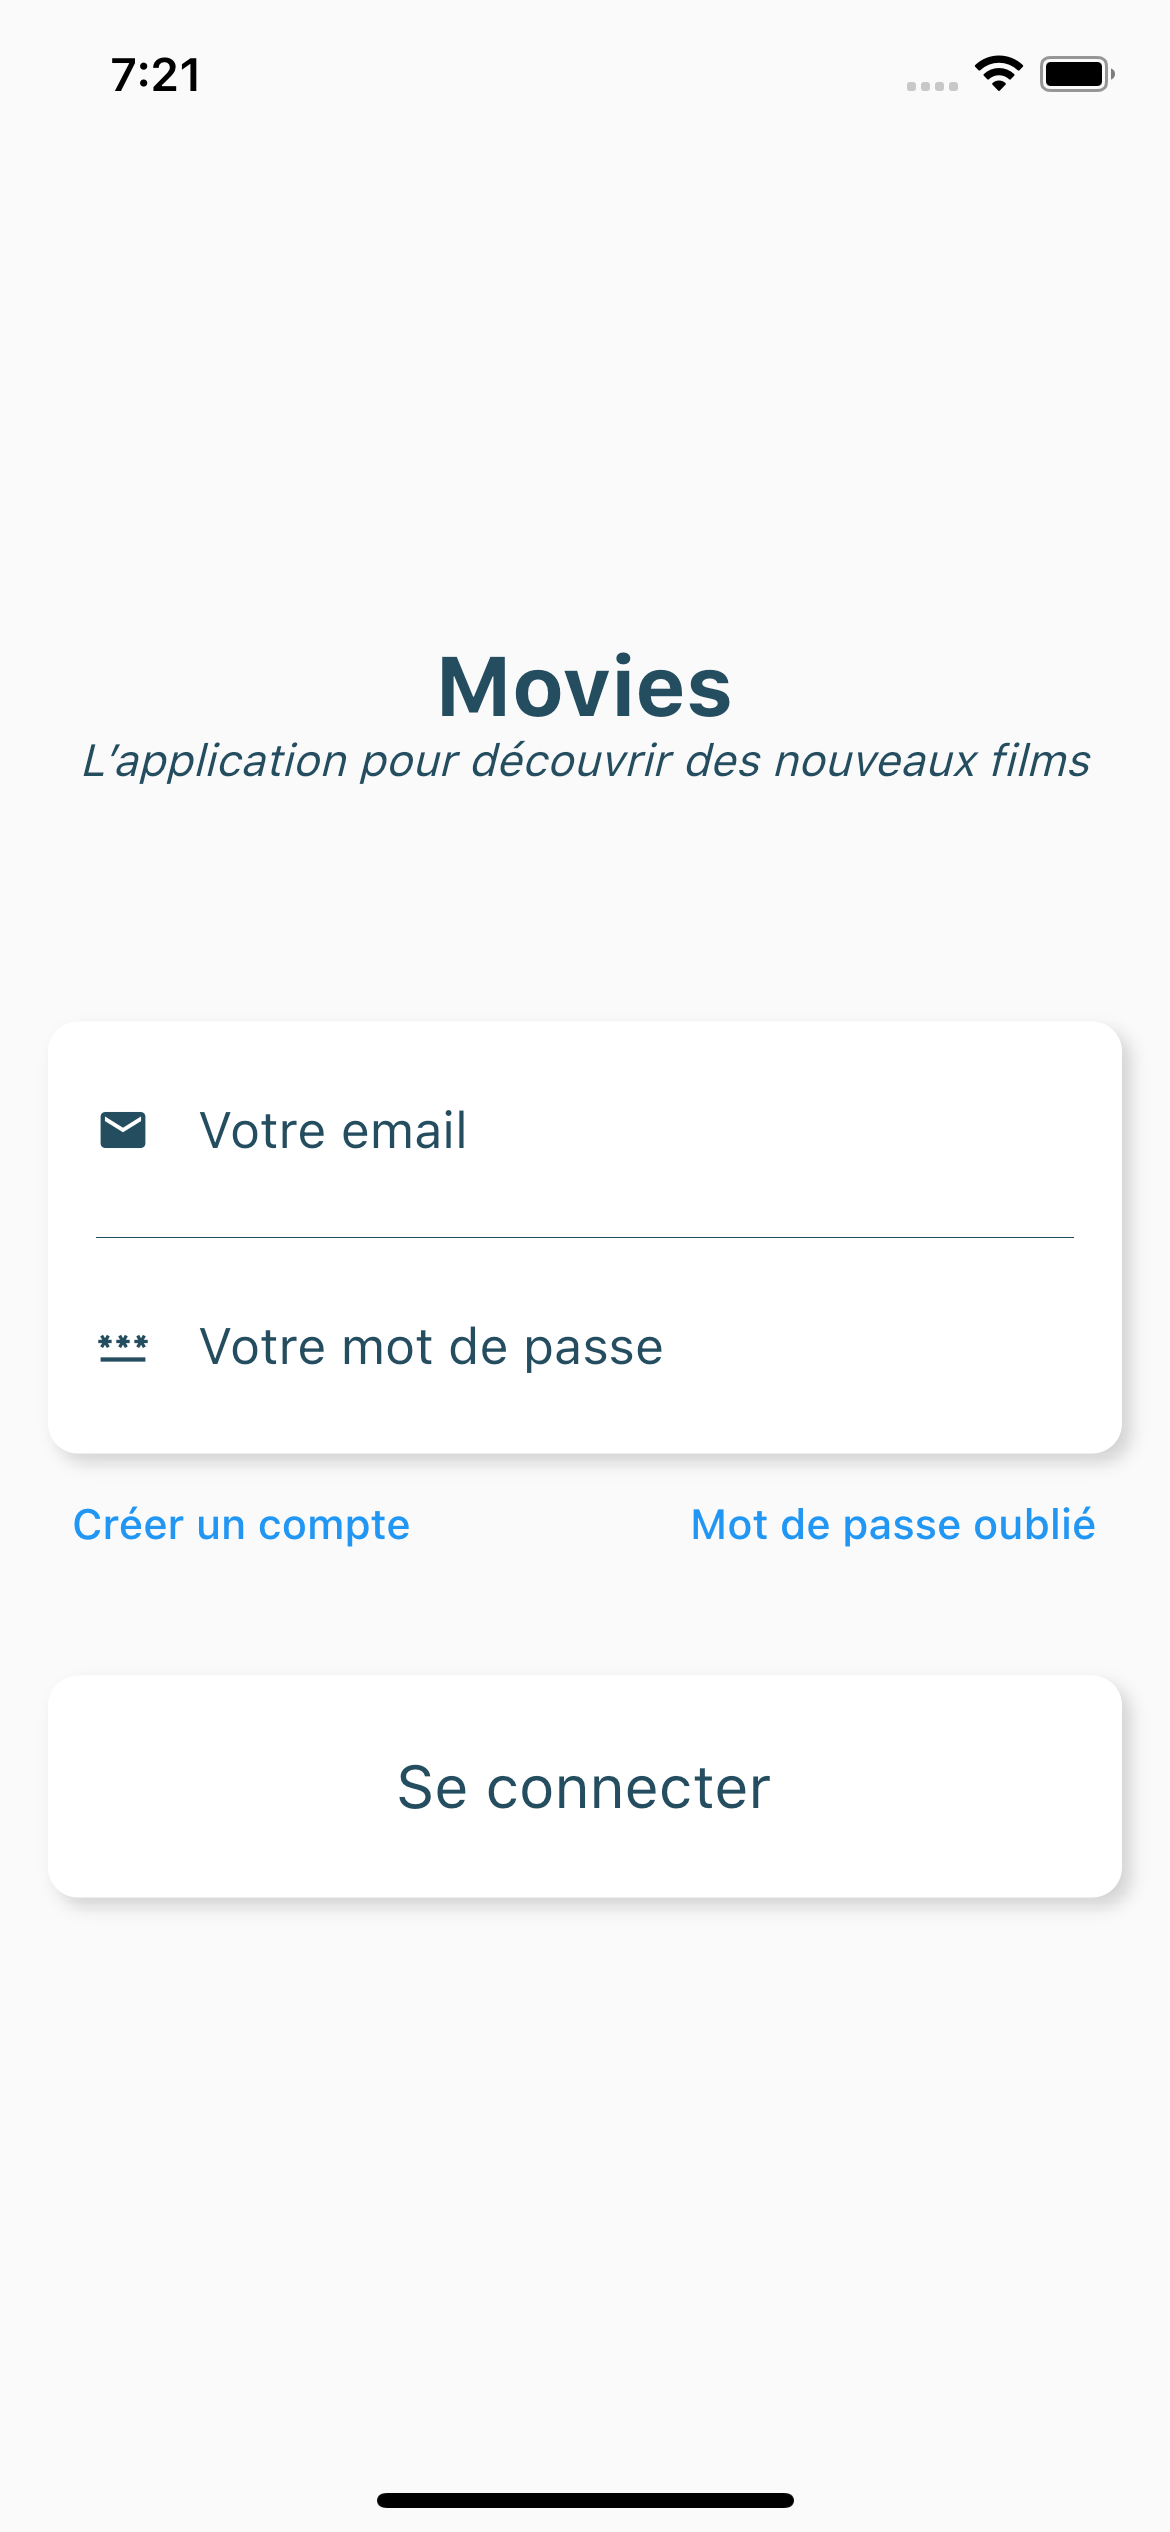 7:21
Movies
L’application pour découvrir des nouveaux films
Votre email
Votre mot de passe
Créer un compte
Mot de passe oublié
Se connecter